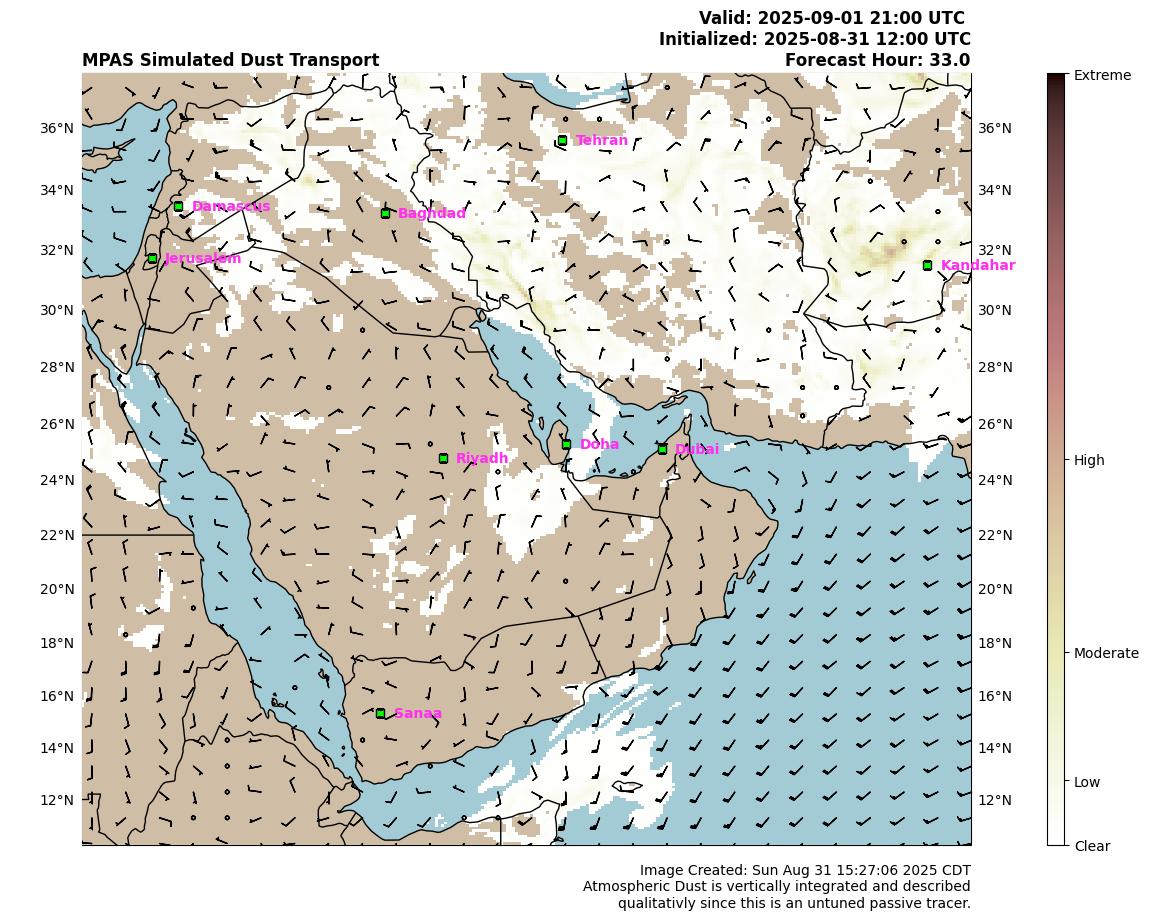 Valid: 2025-09-01 21:00 UTC
Initialized: 2025-08-31 12:00 UTC
MPAS Simulated Dust Transport
Forecast Hour: 33.0
Extreme
36°N
36°N
Tehran
34°N
34°N
Damascus
Baghdad
32°N
32°N
Jerusalem
Kandahar
30°N
30°N
28°N
28°N
26°N
26°N
Doha
Dubai
Riyadh
High
24°N
24°N
22°N
22°N
20°N
20°N
18°N
18°N
Moderate
16°N
16°N
Sanaa
14°N
14°N
Low
12°N
12°N
Clear
Image Created: Sun Aug 31 15:27:06 2025 CDT
Atmospheric Dust is vertically integrated and described
qualitativly since this is an untuned passive tracer.